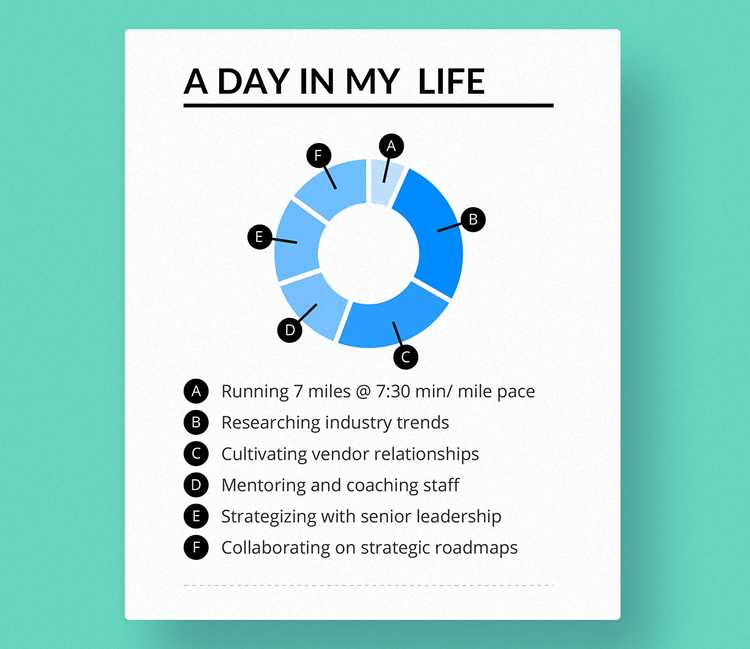 A DAY IN MY LIFE
A
F
B
E
D
C
A Running 7 miles @ 7:30 min/ mile pace
B Researching industry trends
C Cultivating vendor relationships
D Mentoring and coaching staff
E Strategizing with senior leadership
F Collaborating on strategic roadmaps